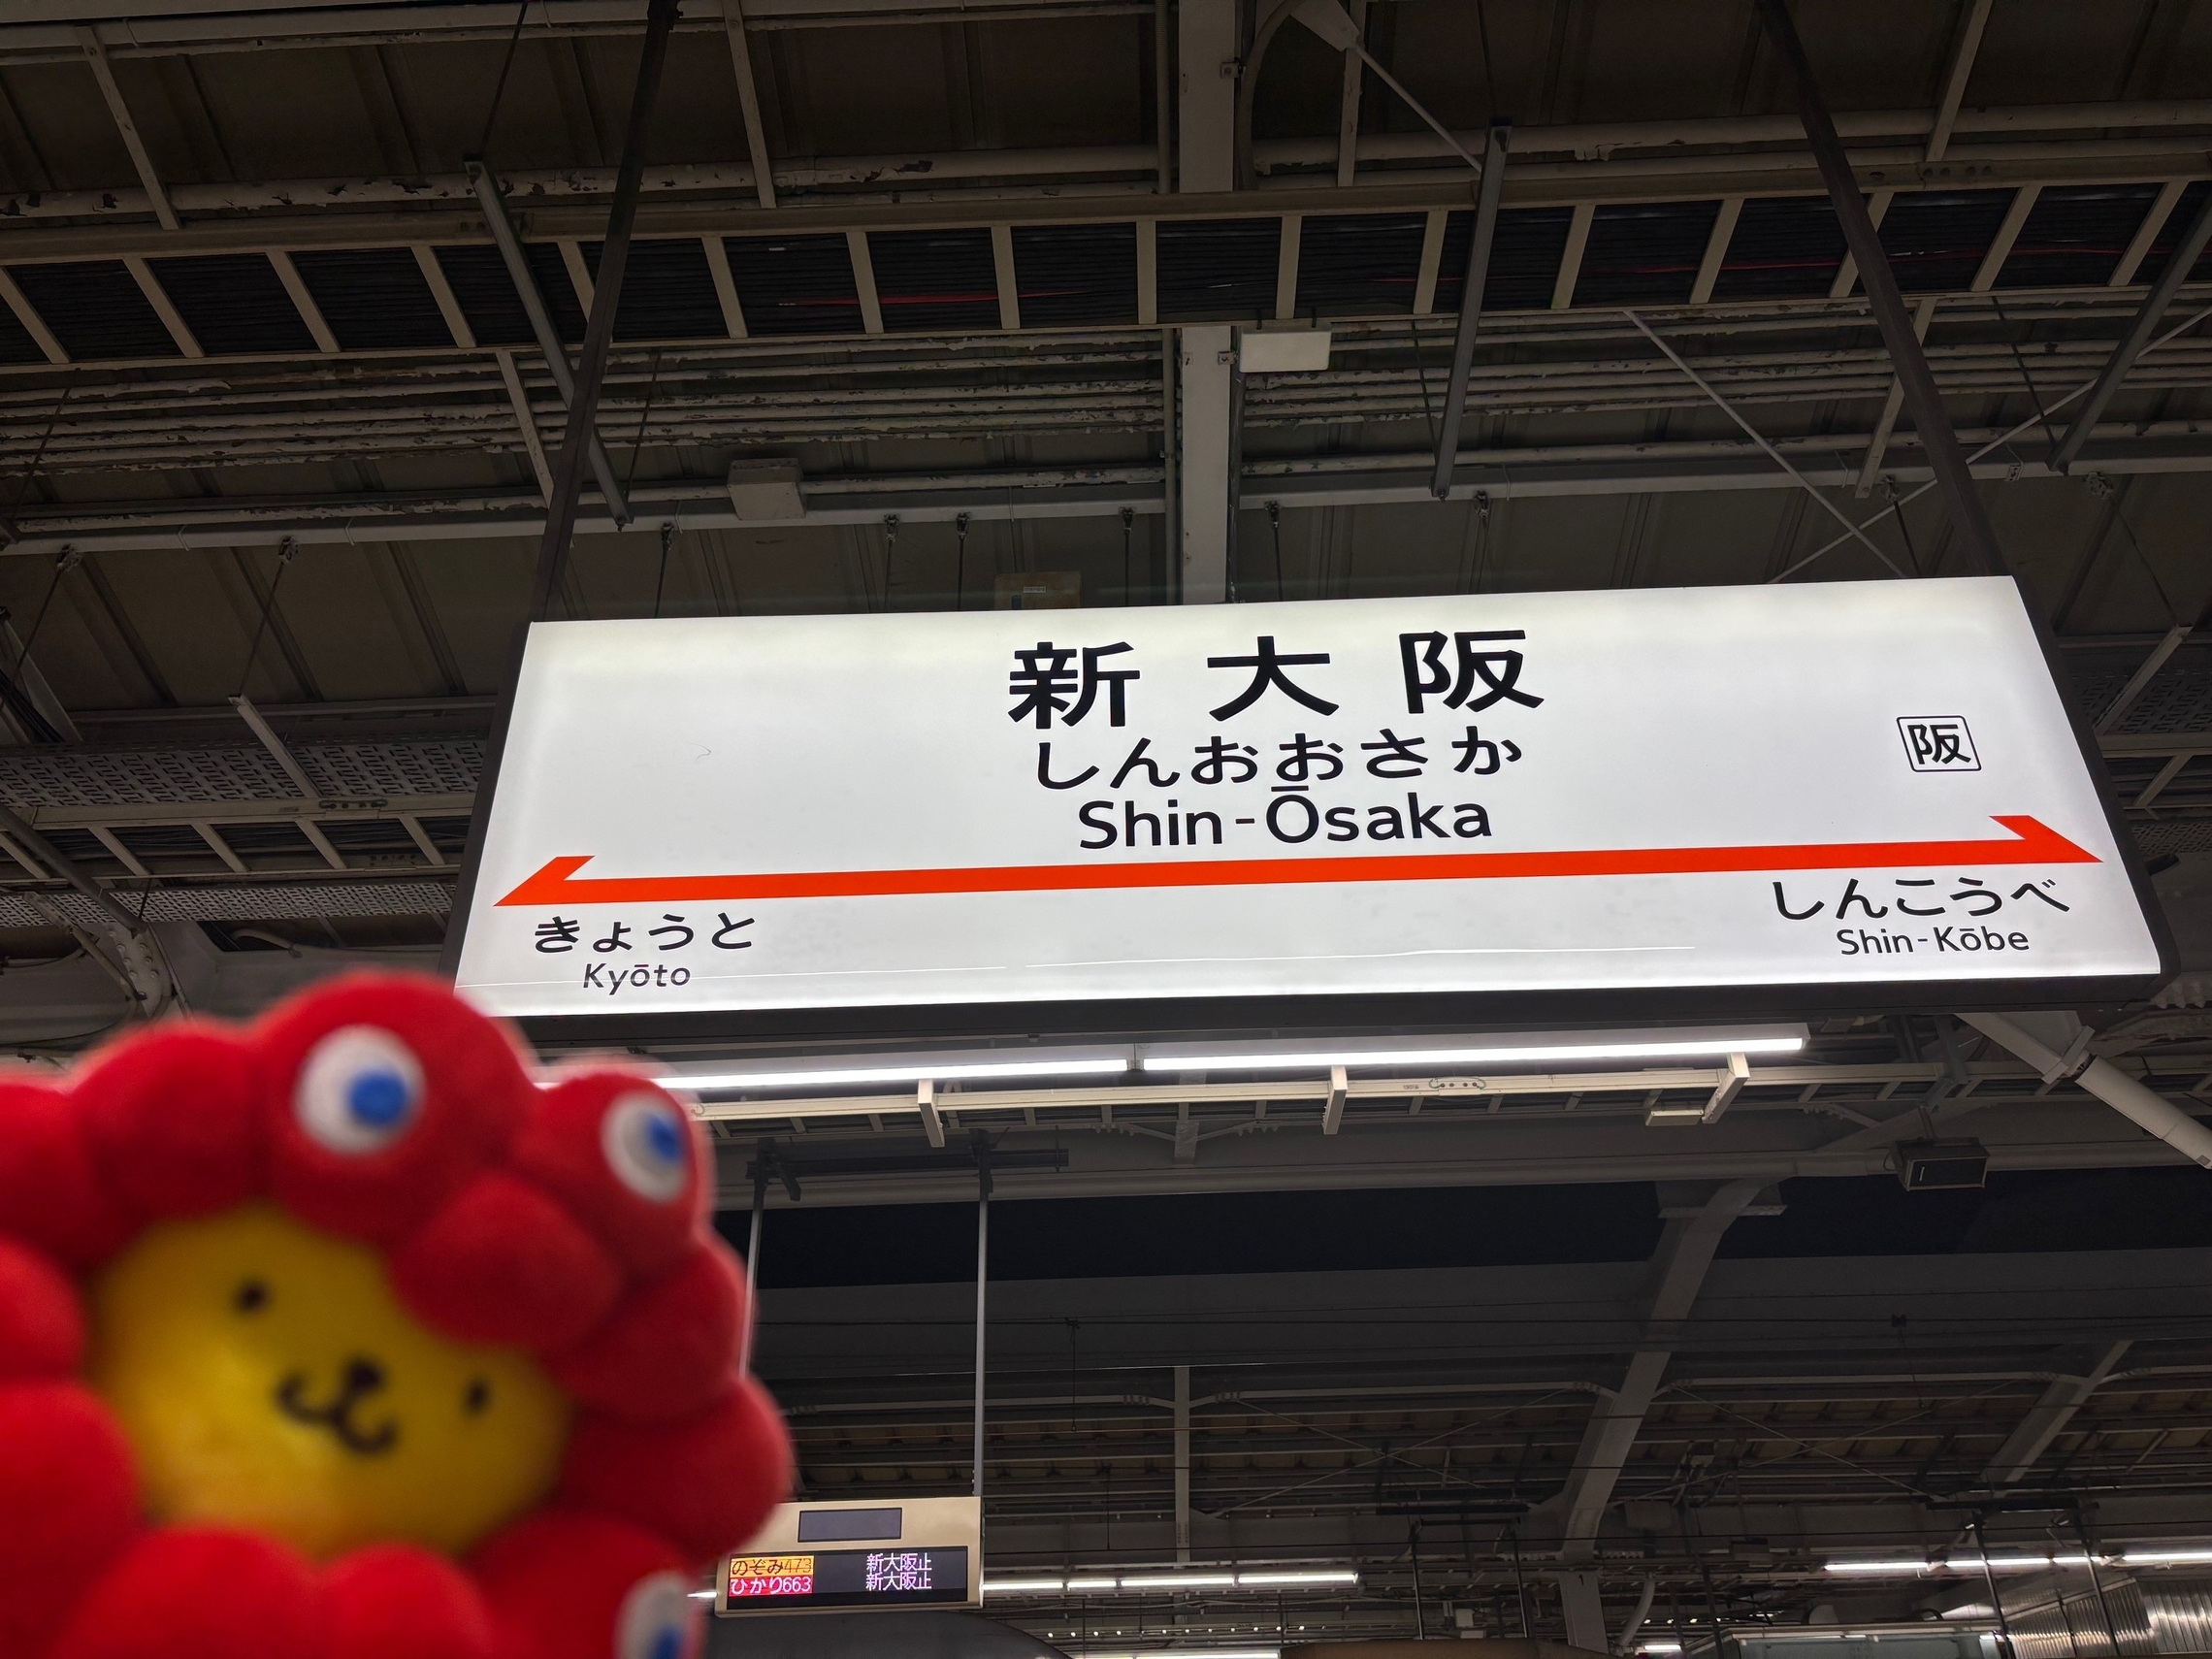 新大阪
しんおおさか
Shin-Ōsaka
阪
きょうと
Kyōto
しんこうべ
Shin-Kōbe
のぞみ473 新大阪止
ひかり663 新大阪止